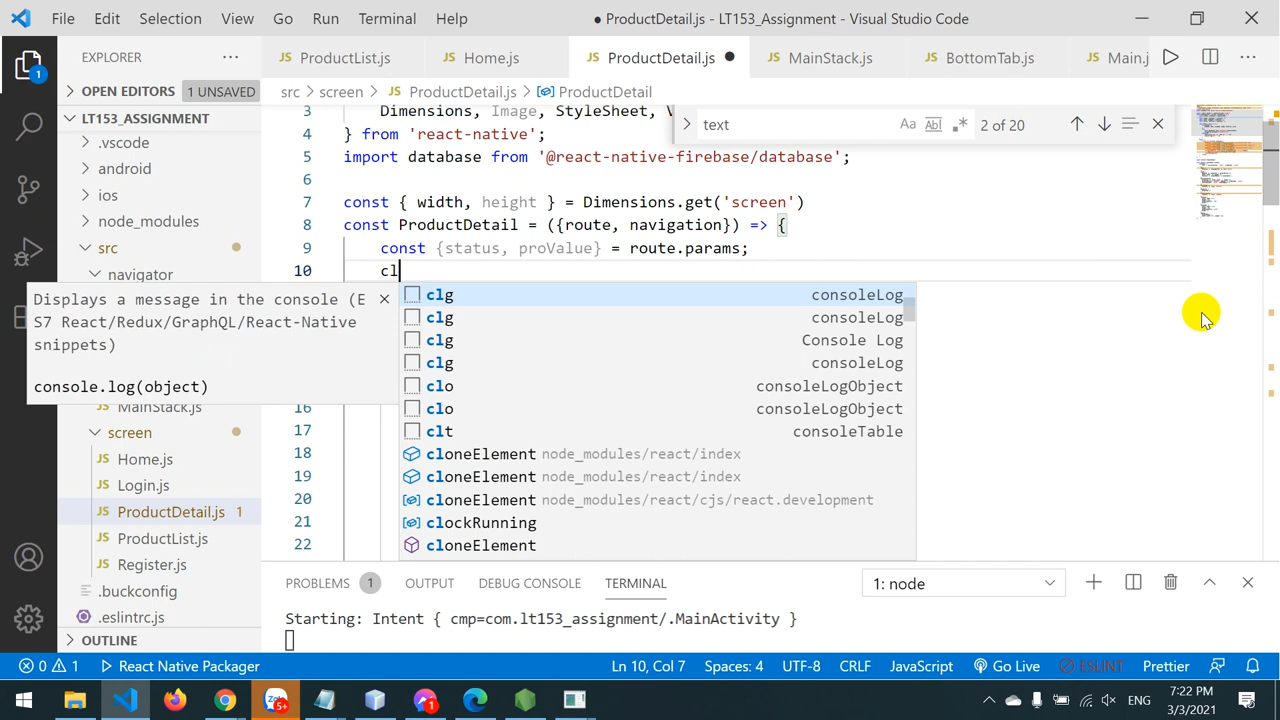 File Edit Selection View Go Run Terminal Help
● ProductDetail.js - LT153_Assignment - Visual Studio Code
EXPLORER
JS ProductList.js
JS Home.js
JS ProductDetail.js ●
JS MainStack.js
JS BottomTab.js
JS Main.j
1
OPEN EDITORS 1 UNSAVED
src > screen > JS ProductDetail.js > ProductDetail
LT153_ASSIGNMENT
.vscode
android
ios
node_modules
src
navigator
MainStack.js
screen
JS Home.js
JS Login.js
JS ProductDetail.js 1
JS ProductList.js
JS Register.js
.buckconfig
.eslintrc.js
OUTLINE
text
Aa Abl .*
2 of 20
3 Dimensions, Image, StyleSheet, \
4 } from 'react-native';
5 import database from '@react-native-firebase/database';
6
7 const { width, height } = Dimensions.get('screen')
8 const ProductDetail = ({route, navigation}) => {
9 const {status, proValue} = route.params;
10 cl
16
17
18
19
20
21
22
Displays a message in the console (E
S7 React/Redux/GraphQL/React-Native
snippets)
console.log(object)
clg consoleLog
clg consoleLog
clg Console Log
clg consoleLog
clo consoleLogObject
clo consoleLogObject
clt consoleTable
cloneElement node_modules/react/index
cloneElement node_modules/react/index
cloneElement node_modules/react/cjs/react.development
clockRunning
cloneElement
PROBLEMS 1 OUTPUT DEBUG CONSOLE TERMINAL
1: node
Starting: Intent { cmp=com.lt153_assignment/.MainActivity }
0 1 React Native Packager
Ln 10, Col 7 Spaces: 4 UTF-8 CRLF JavaScript Go Live ESLINT Prettier
5+
1
ENG
7:22 PM
3/3/2021